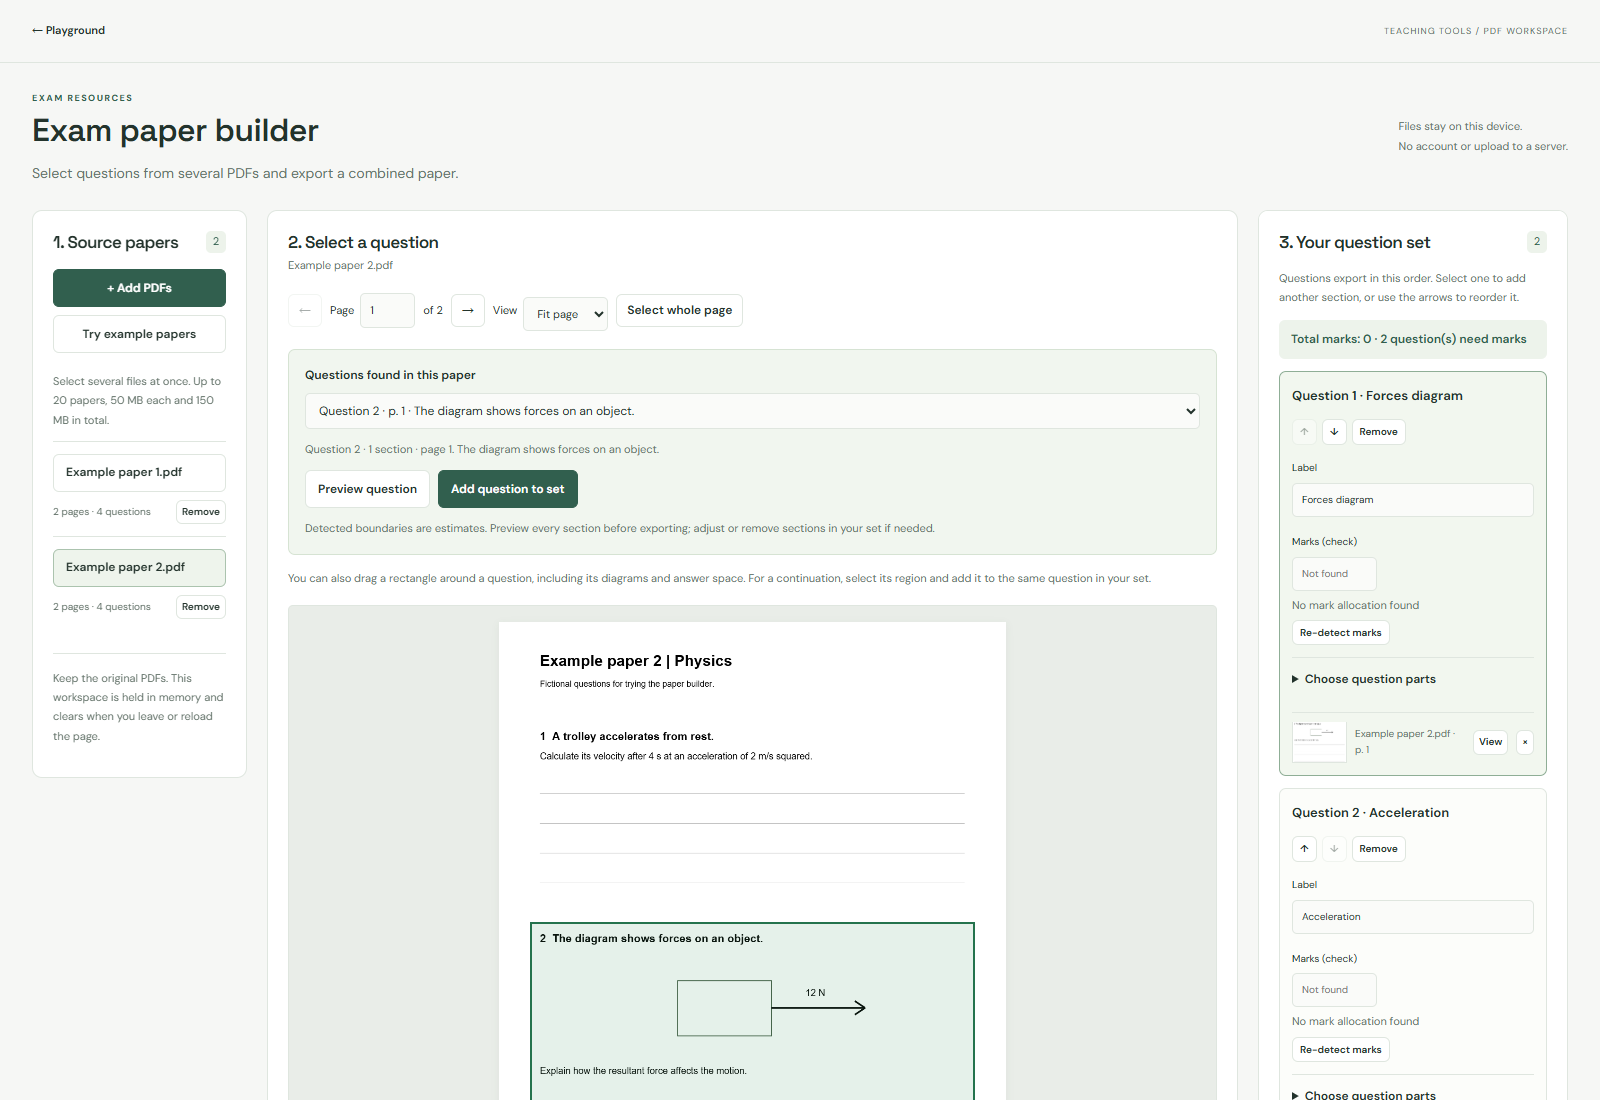 ← Playground
TEACHING TOOLS / PDF WORKSPACE
EXAM RESOURCES
Exam paper builder
Select questions from several PDFs and export a combined paper.
Files stay on this device.
No account or upload to a server.
1. Source papers 2
+ Add PDFs
Try example papers
Select several files at once. Up to
20 papers, 50 MB each and 150
MB in total.
Example paper 1.pdf
2 pages · 4 questions Remove
Example paper 2.pdf
2 pages · 4 questions Remove
Keep the original PDFs. This
workspace is held in memory and
clears when you leave or reload
the page.
2. Select a question
Example paper 2.pdf
← Page 1 of 2 → View Fit page Select whole page
Questions found in this paper
Question 2 · p. 1 · The diagram shows forces on an object.
Question 2 · 1 section · page 1. The diagram shows forces on an object.
Preview question Add question to set
Detected boundaries are estimates. Preview every section before exporting; adjust or remove sections in your set if needed.
You can also drag a rectangle around a question, including its diagrams and answer space. For a continuation, select its region and add it to the same question in your set.
Example paper 2 | Physics
Fictional questions for trying the paper builder.
1 A trolley accelerates from rest.
Calculate its velocity after 4 s at an acceleration of 2 m/s squared.
2 The diagram shows forces on an object.
12 N
Explain how the resultant force affects the motion.
3. Your question set 2
Questions export in this order. Select one to add
another section, or use the arrows to reorder it.
Total marks: 0 · 2 question(s) need marks
Question 1 · Forces diagram
↑ ↓ Remove
Label
Forces diagram
Marks (check)
Not found
No mark allocation found
Re-detect marks
▶ Choose question parts
Example paper 2.pdf ·
p. 1
View ×
Question 2 · Acceleration
↑ ↓ Remove
Label
Acceleration
Marks (check)
Not found
No mark allocation found
Re-detect marks
▶ Choose question parts